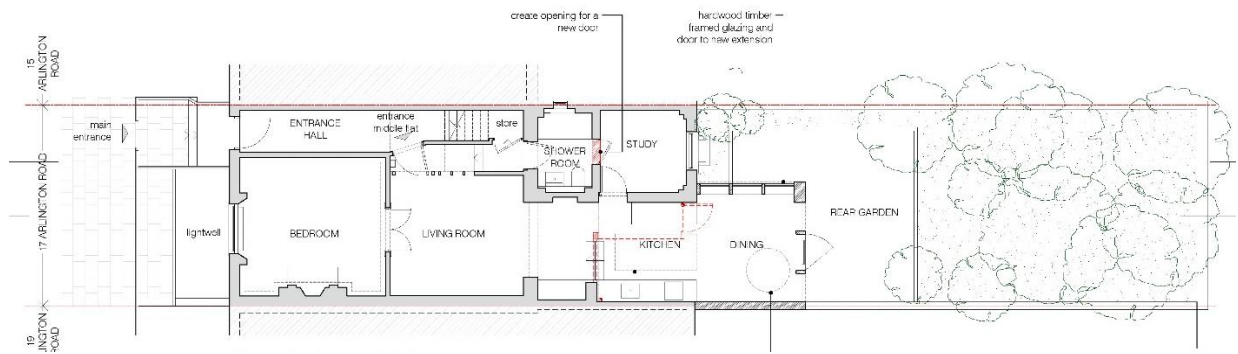 create opening for a
new door
hardwood timber
framed glazing and
door to new extension
15
ARLINGTON
ROAD
main
entrance
ENTRANCE
HALL
entrance
middle flat
store
SHOWER
ROOM
STUDY
17 ARLINGTON ROAD
lightwell
BEDROOM
LIVING ROOM
KITCHEN
DINING
REAR GARDEN
19
ARLINGTON
ROAD